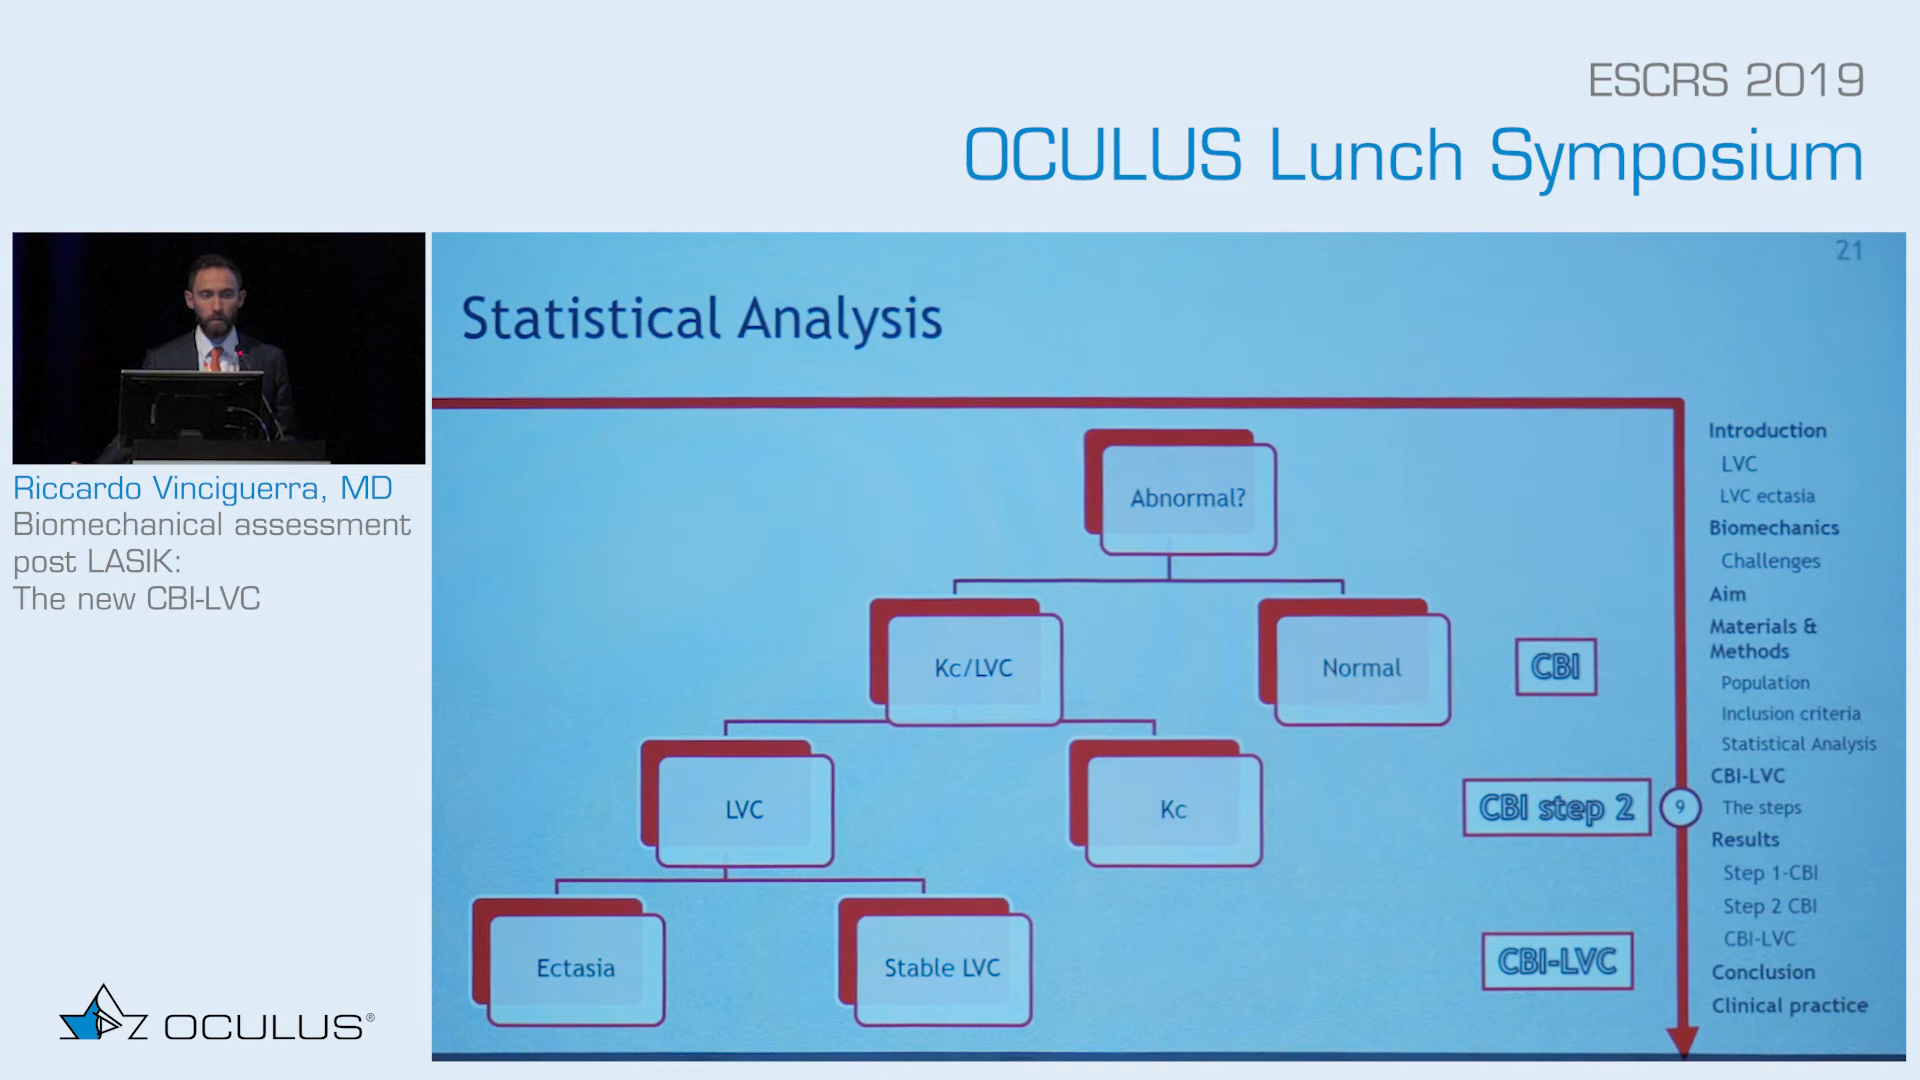 ESCRS 2019
OCULUS Lunch Symposium
Riccardo Vinciguerra, MD
Biomechanical assessment
post LASIK:
The new CBI-LVC
OCULUS®
21
Statistical Analysis
Abnormal?
Kc/LVC
Normal
CBI
LVC
Kc
CBI step 2
9
Ectasia
Stable LVC
CBI-LVC
Introduction
LVC
LVC ectasia
Biomechanics
Challenges
Aim
Materials &
Methods
Population
Inclusion criteria
Statistical Analysis
CBI-LVC
The steps
Results
Step 1-CBI
Step 2 CBI
CBI-LVC
Conclusion
Clinical practice